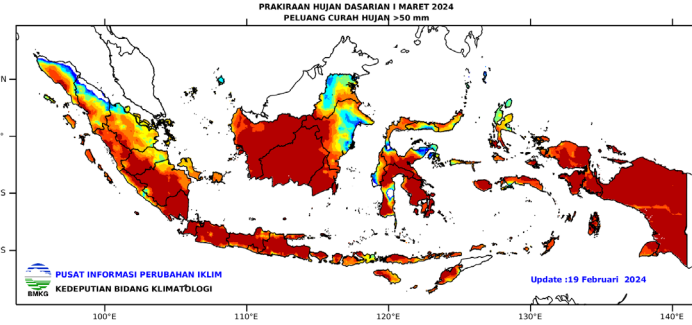 PRAKIRAAN HUJAN DASARIAN I MARET 2024
PELUANG CURAH HUJAN >50 mm
N
°
S
S
PUSAT INFORMASI PERUBAHAN IKLIM
KEDEPUTIAN BIDANG KLIMATOLOGI
BMKG
Update :19 Februari 2024
100°E
110°E
120°E
130°E
140°E